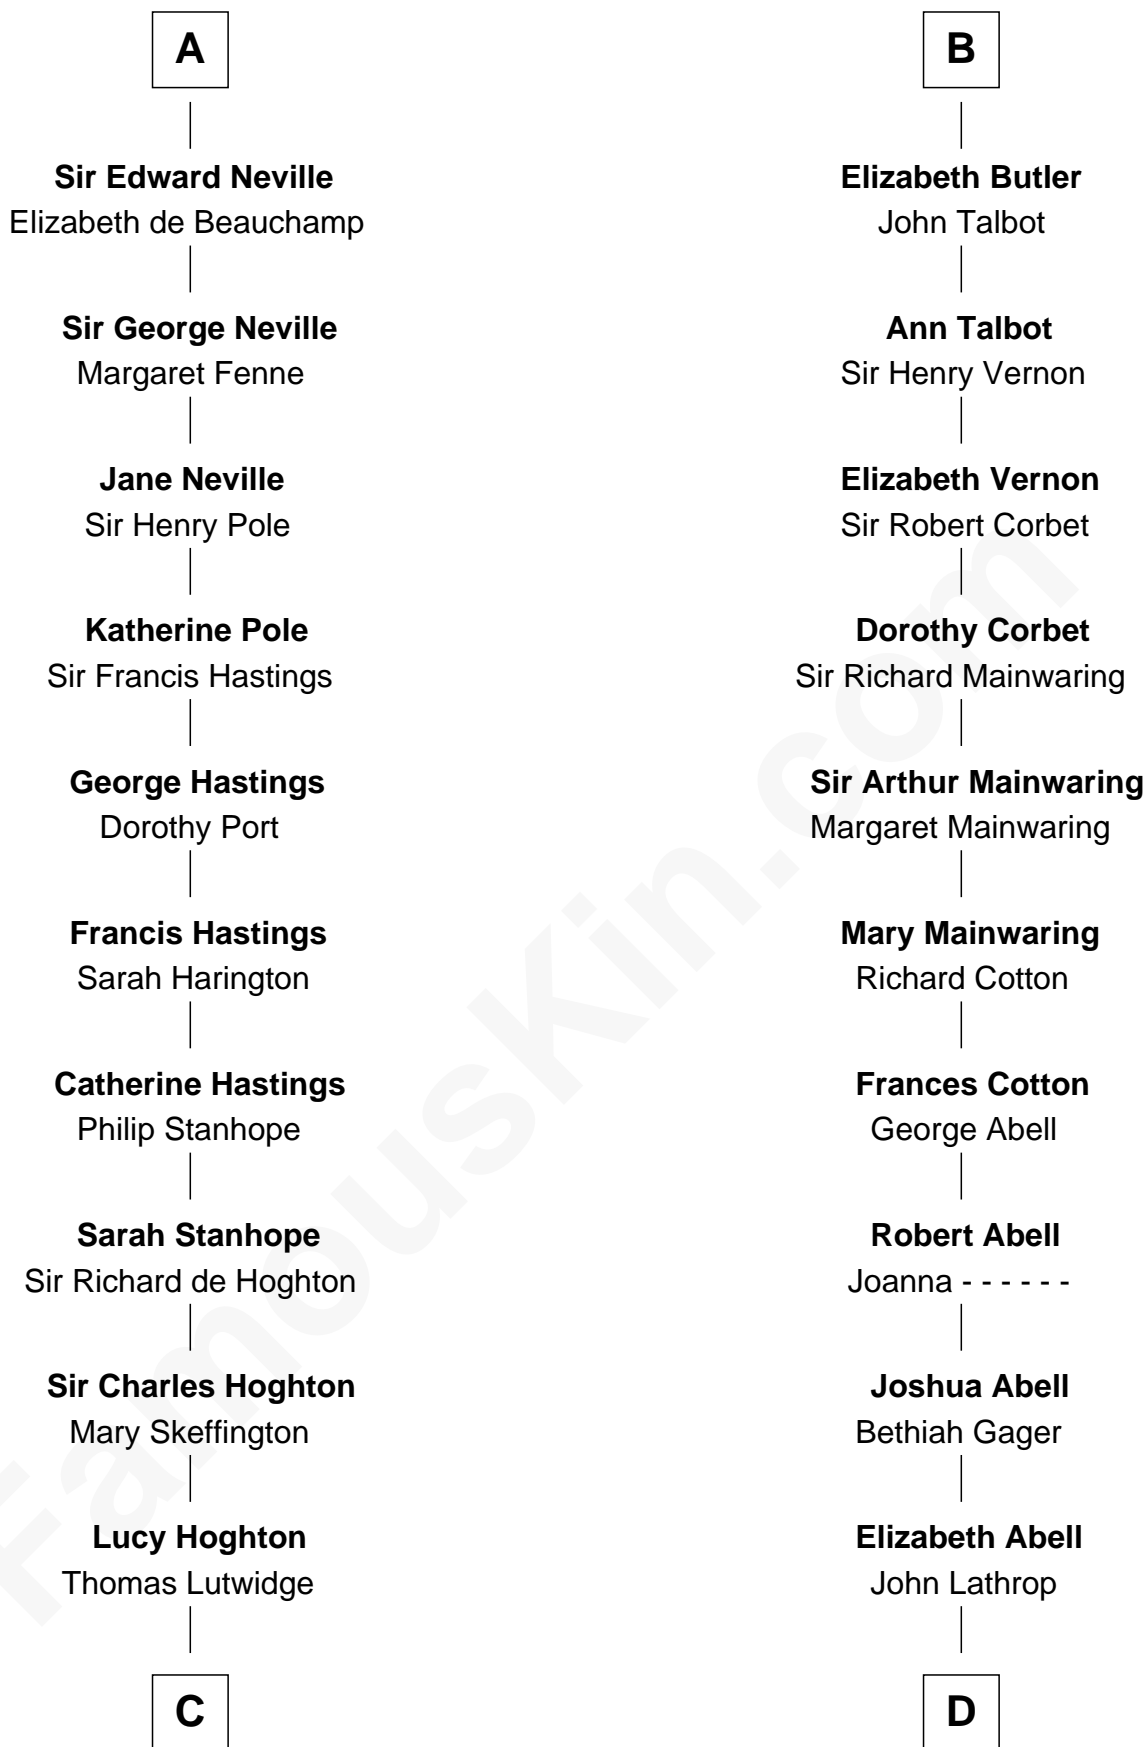 A
Sir Edward Neville
Elizabeth de Beauchamp
Sir George Neville
Margaret Fenne
Jane Neville
Sir Henry Pole
Katherine Pole
Sir Francis Hastings
George Hastings
Dorothy Port
Francis Hastings
Sarah Harington
Catherine Hastings
Philip Stanhope
Sarah Stanhope
Sir Richard de Hoghton
Sir Charles Hoghton
Mary Skeffington
Lucy Hoghton
Thomas Lutwidge
C
B
Elizabeth Butler
John Talbot
Ann Talbot
Sir Henry Vernon
Elizabeth Vernon
Sir Robert Corbet
Dorothy Corbet
Sir Richard Mainwaring
Sir Arthur Mainwaring
Margaret Mainwaring
Mary Mainwaring
Richard Cotton
Frances Cotton
George Abell
Robert Abell
Joanna - - - - - -
Joshua Abell
Bethiah Gager
Elizabeth Abell
John Lathrop
D
FamousKin.com